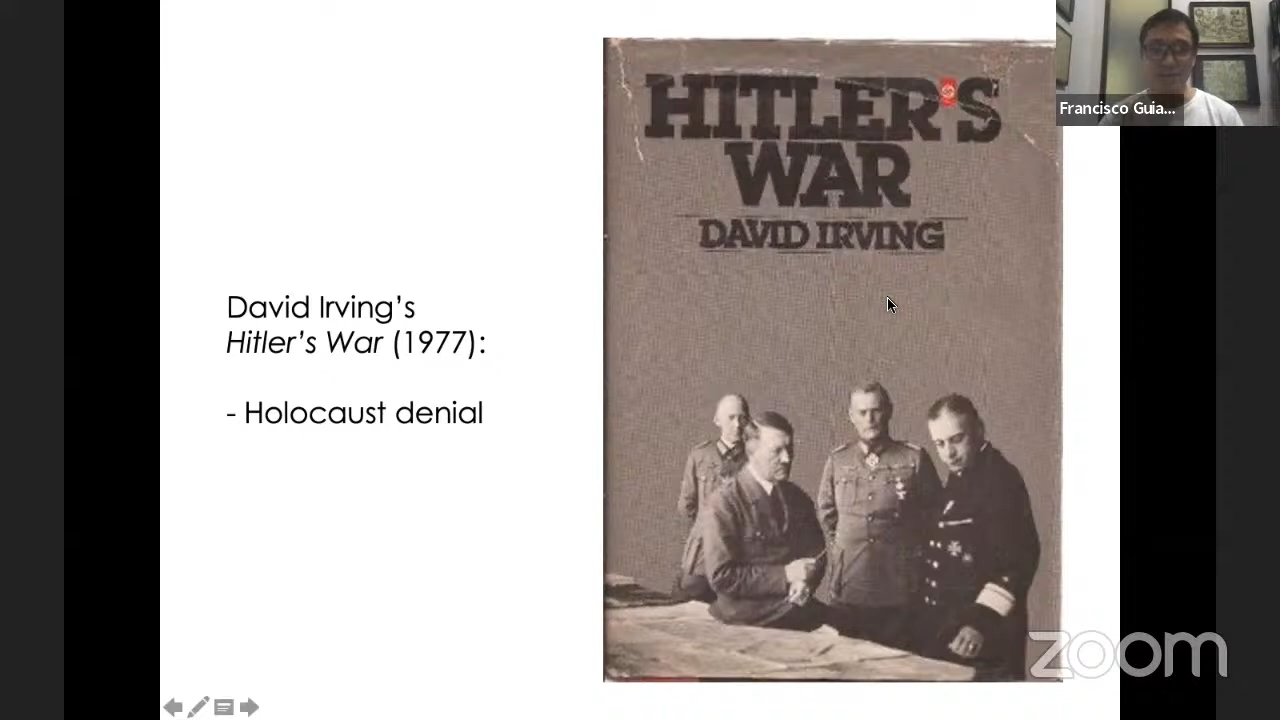 HITLER'S
WAR
DAVID IRVING
David Irving's
Hitler's War (1977):
- Holocaust denial
Francisco Guia...
zoom